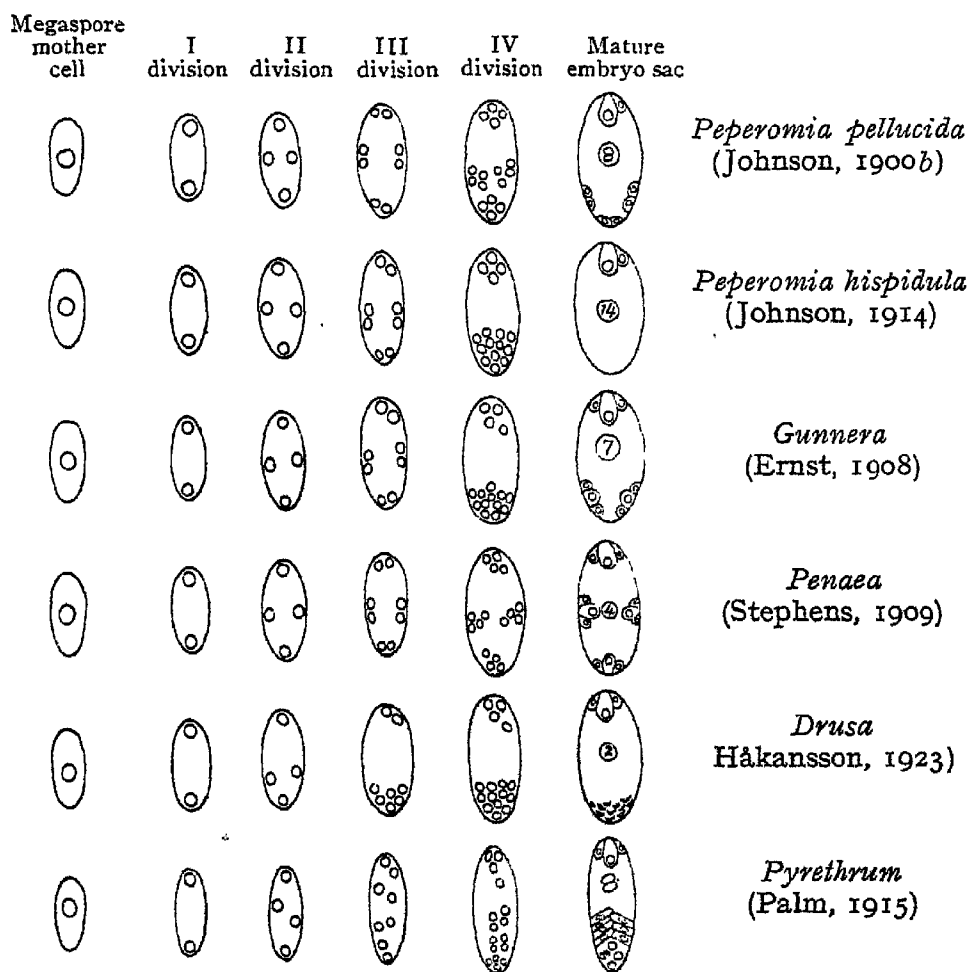 Megaspore
mother
cell
I
division
II
division
III
division
IV
division
Mature
embryo sac
8
Peperomia pellucida
(Johnson, 1900b)
14
Peperomia hispidula
(Johnson, 1914)
7
Gunnera
(Ernst, 1908)
4
Penaea
(Stephens, 1909)
2
Drusa
Håkansson, 1923)
Pyrethrum
(Palm, 1915)